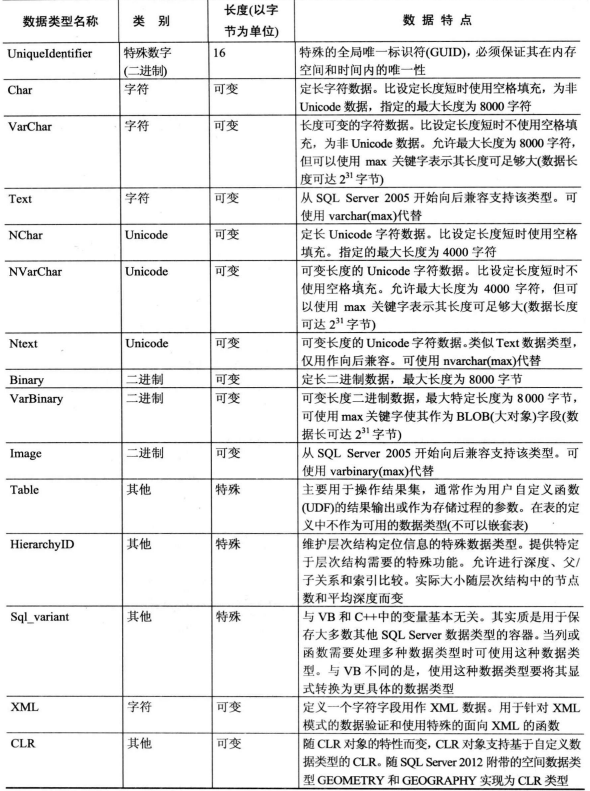 数据类型名称 类 别 长度(以字节为单位) 数 据 特 点
UniqueIdentifier 特殊数字 16 特殊的全局唯一标识符(GUID)，必须保证其在内存
(二进制) 空间和时间内的唯一性
Char 字符 可变 定长字符数据。比设定长度短时使用空格填充，为非
Unicode 数据，指定的最大长度为 8000 字符
VarChar 字符 可变 长度可变的字符数据。比设定长度短时不使用空格填
充，为非 Unicode 数据。允许最大长度为 8000 字符，
但可以使用 max 关键字表示其长度可足够大(数据长
度可达 2³¹ 字节)
Text 字符 可变 从 SQL Server 2005 开始向后兼容支持该类型。可
使用 varchar(max)代替
NChar Unicode 可变 定长 Unicode 字符数据。比设定长度短时使用空格
填充。指定的最大长度为 4000 字符
NVarChar Unicode 可变 可变长度的 Unicode 字符数据。比设定长度短时不
使用空格填充。允许最大长度为 4000 字符，但可
以使用 max 关键字表示其长度可足够大(数据长度
可达 2³¹ 字节)
Ntext Unicode 可变 可变长度的 Unicode 字符数据。类似 Text 数据类型，
仅用作向后兼容。可使用 nvarchar(max)代替
Binary 二进制 可变 定长二进制数据，最大长度为 8000 字节
VarBinary 二进制 可变 可变长度二进制数据，最大特定长度为 8000 字节，
可使用 max 关键字使其作为 BLOB(大对象)字段(数
据长可达 2³¹ 字节)
Image 二进制 可变 从 SQL Server 2005 开始向后兼容支持该类型。可
使用 varbinary(max)代替
Table 其他 特殊 主要用于操作结果集，通常作为用户自定义函数
(UDF)的结果输出或作为存储过程的参数。在表的定
义中不作为可用的数据类型(不可以嵌套表)
HierarchyID 其他 特殊 维护层次结构定位信息的特殊数据类型。提供特定
于层次结构需要的特殊功能。允许进行深度、父/
子关系和索引比较。实际大小随层次结构中的节点
数和平均深度而变
Sql_variant 其他 特殊 与 VB 和 C++中的变量基本无关。其实质是用于保
存大多数其他 SQL Server 数据类型的容器。当列或
函数需要处理多种数据类型时可使用这种数据类
型。与 VB 不同的是，使用这种数据类型要将其显
式转换为更具体的数据类型
XML 字符 可变 定义一个字符字段用作 XML 数据。用于针对 XML
模式的数据验证和使用特殊的面向 XML 的函数
CLR 其他 可变 随 CLR 对象的特性而变，CLR 对象支持基于自定义数
据类型的 CLR。随 SQL Server 2012 附带的空间数据类
型 GEOMETRY 和 GEOGRAPHY 实现为 CLR 类型